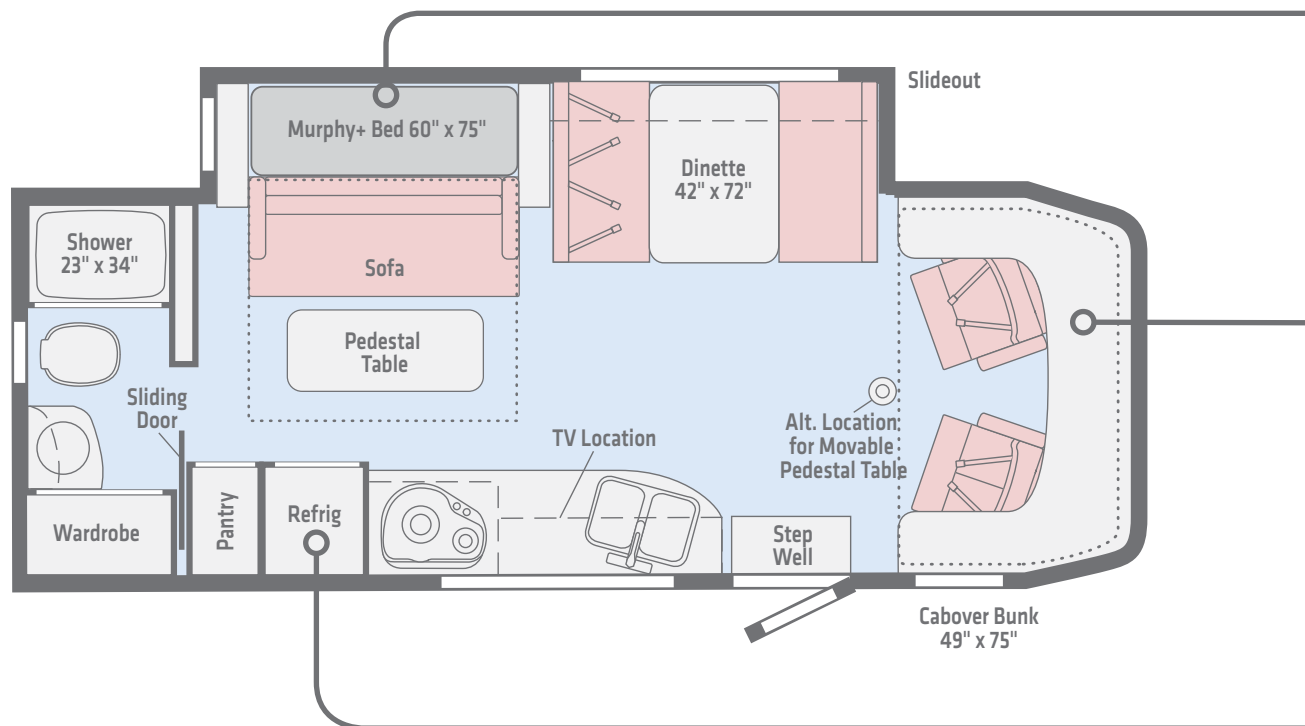 Slideout
Murphy+ Bed 60" x 75"
Dinette
42" x 72"
Shower
23" x 34"
Sofa
Pedestal
Table
Sliding
Door
TV Location
Alt. Location
for Movable
Pedestal Table
Wardrobe
Pantry
Refrig
Step
Well
Cabover Bunk
49" x 75"